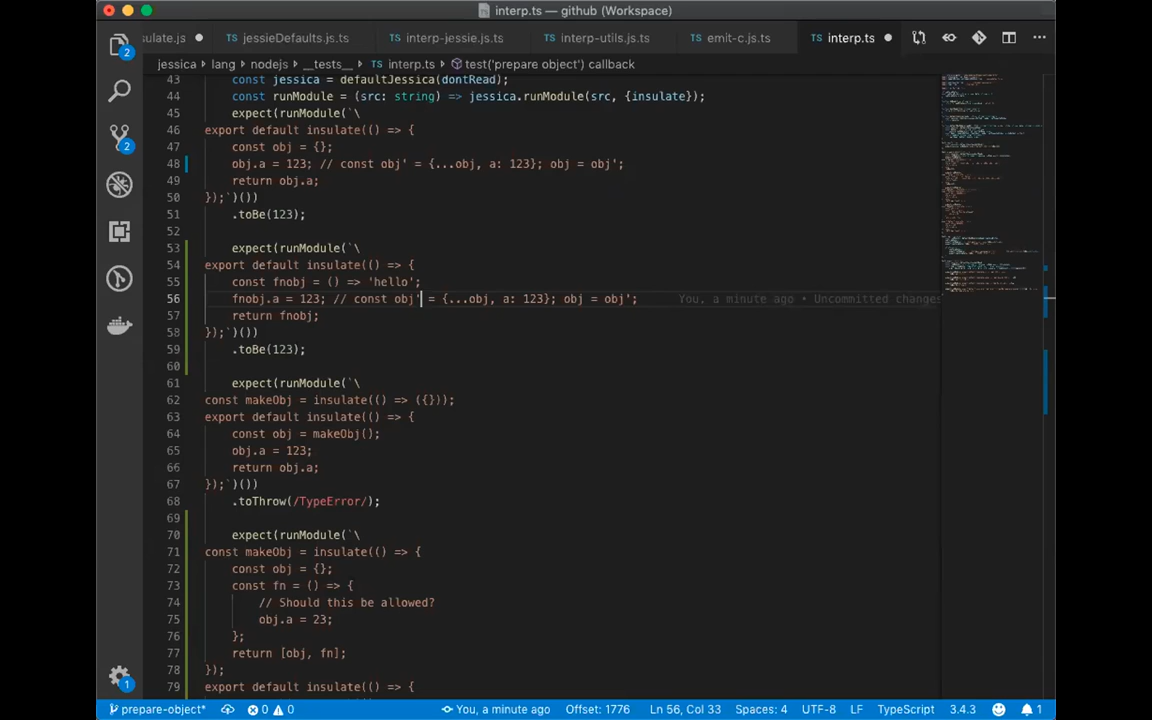 interp.ts — github (Workspace)
sulate.js
TS jessieDefaults.ts
TS interp-jessie.ts
TS interp-utils.ts
TS emit-c.js.ts
TS interp.ts
jessica › lang › nodejs › __tests__ › TS interp.ts › test('prepare object') callback
43 const jessica = defaultJessica(dontRead);
44 const runModule = (src: string) => jessica.runModule(src, {insulate});
45 expect(runModule(`\
46 export default insulate(() => {
47 const obj = {};
48 obj.a = 123; // const obj' = {...obj, a: 123}; obj = obj';
49 return obj.a;
50 });`)())
51 .toBe(123);
52
53 expect(runModule(`\
54 export default insulate(() => {
55 const fnobj = () => 'hello';
56 fnobj.a = 123; // const obj' = {...obj, a: 123}; obj = obj'; You, a minute ago • Uncommitted changes
57 return fnobj;
58 });`)())
59 .toBe(123);
60
61 expect(runModule(`\
62 const makeObj = insulate(() => ({}));
63 export default insulate(() => {
64 const obj = makeObj();
65 obj.a = 123;
66 return obj.a;
67 });`)())
68 .toThrow(/TypeError/);
69
70 expect(runModule(`\
71 const makeObj = insulate(() => {
72 const obj = {};
73 const fn = () => {
74 // Should this be allowed?
75 obj.a = 23;
76 };
77 return [obj, fn];
78 });
79 export default insulate(() => {
2
2
1
prepare-object* 0 0 You, a minute ago Offset: 1776 Ln 56, Col 33 Spaces: 4 UTF-8 LF TypeScript 3.4.3 1